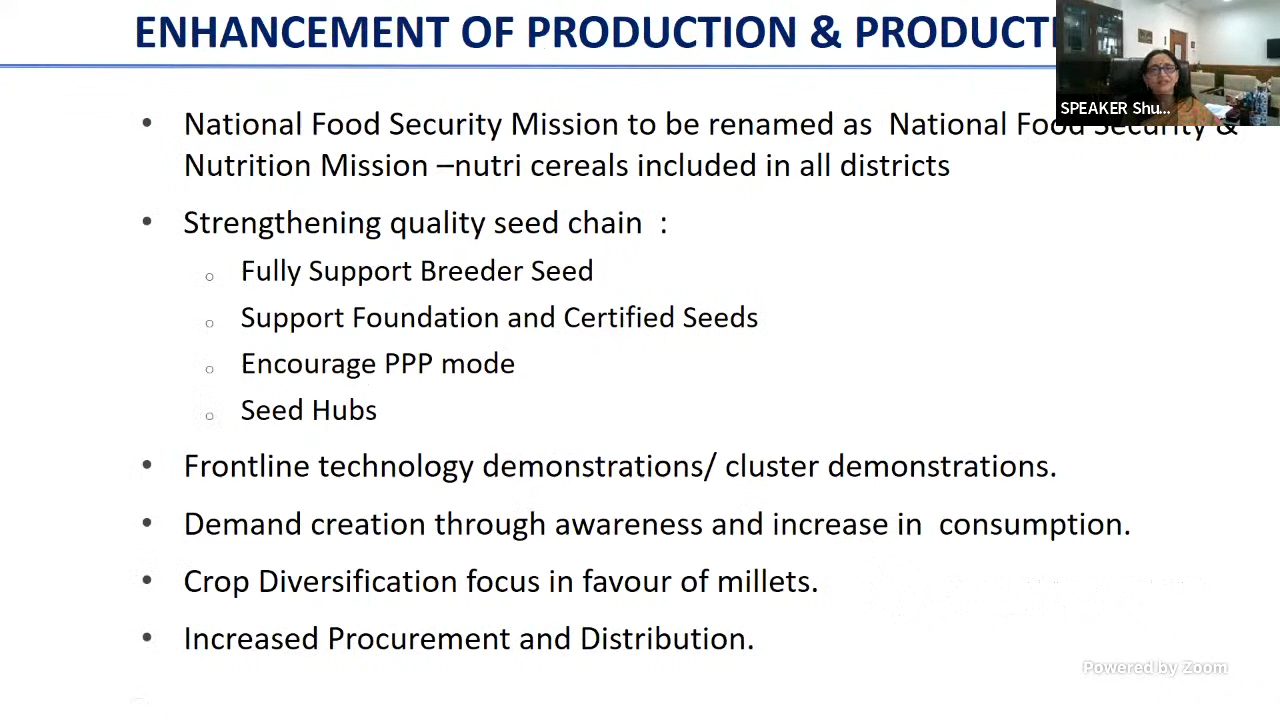 ENHANCEMENT OF PRODUCTION & PRODUCTI
SPEAKER Shu...
• National Food Security Mission to be renamed as National Food Security &
Nutrition Mission –nutri cereals included in all districts
• Strengthening quality seed chain :
o Fully Support Breeder Seed
o Support Foundation and Certified Seeds
o Encourage PPP mode
o Seed Hubs
• Frontline technology demonstrations/ cluster demonstrations.
• Demand creation through awareness and increase in consumption.
• Crop Diversification focus in favour of millets.
• Increased Procurement and Distribution.
Powered by Zoom